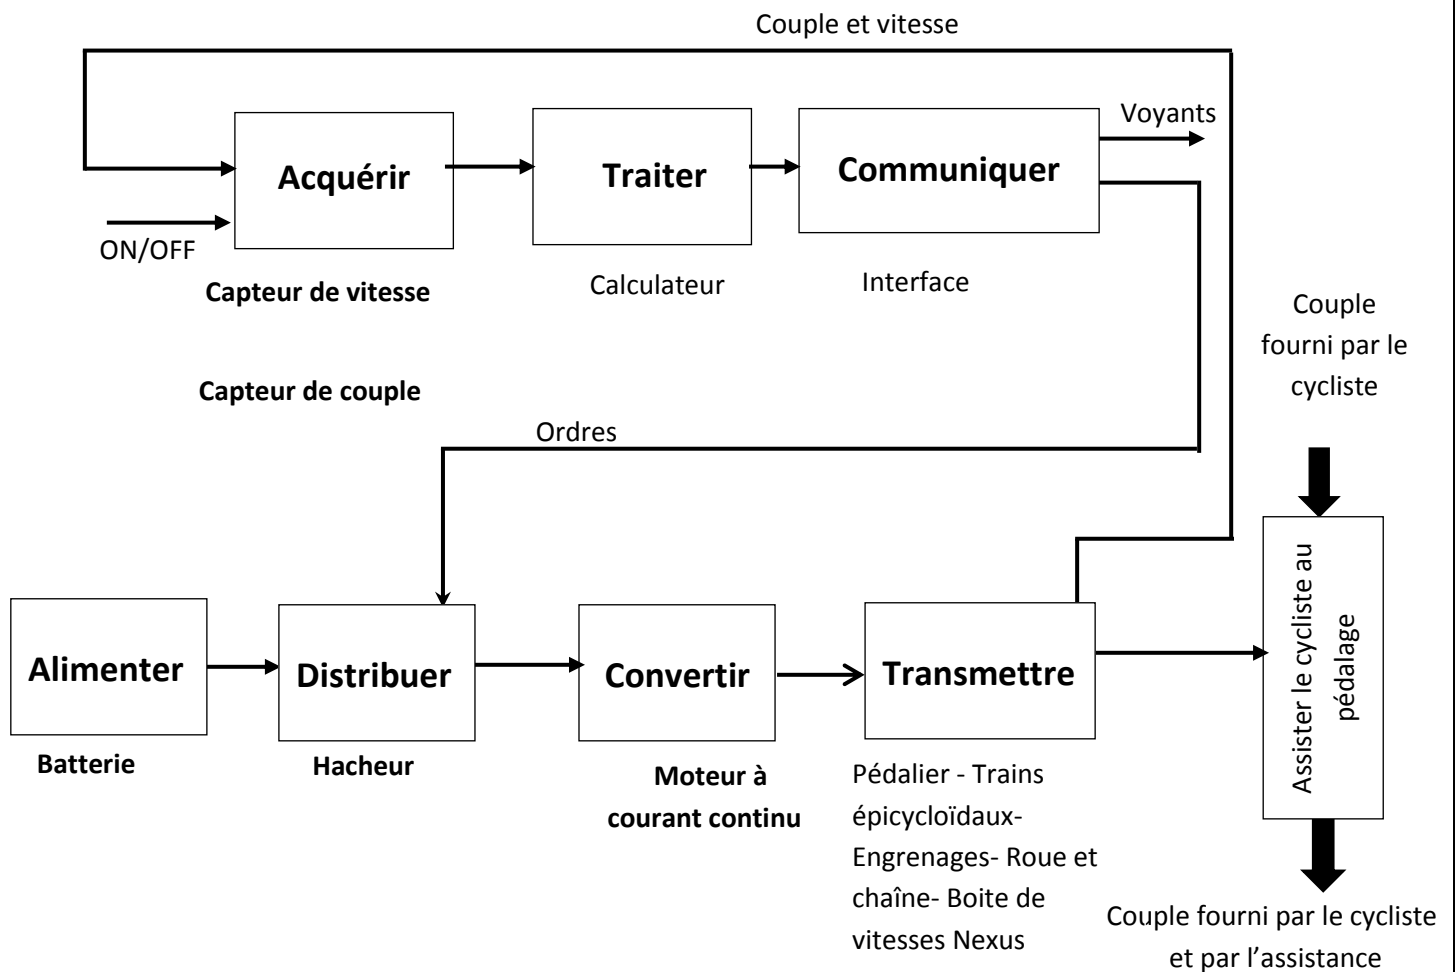 Couple et vitesse
Voyants
Acquérir
Traiter
Communiquer
ON/OFF
Capteur de vitesse
Calculateur
Interface
Capteur de couple
Couple
fourni par le
cycliste
Ordres
Alimenter
Distribuer
Convertir
Transmettre
Assister le cycliste au
pédalage
Batterie
Hacheur
Moteur à
courant continu
Pédalier - Trains
épicycloïdaux-
Engrenages- Roue et
chaîne- Boite de
vitesses Nexus
Couple fourni par le cycliste
et par l’assistance